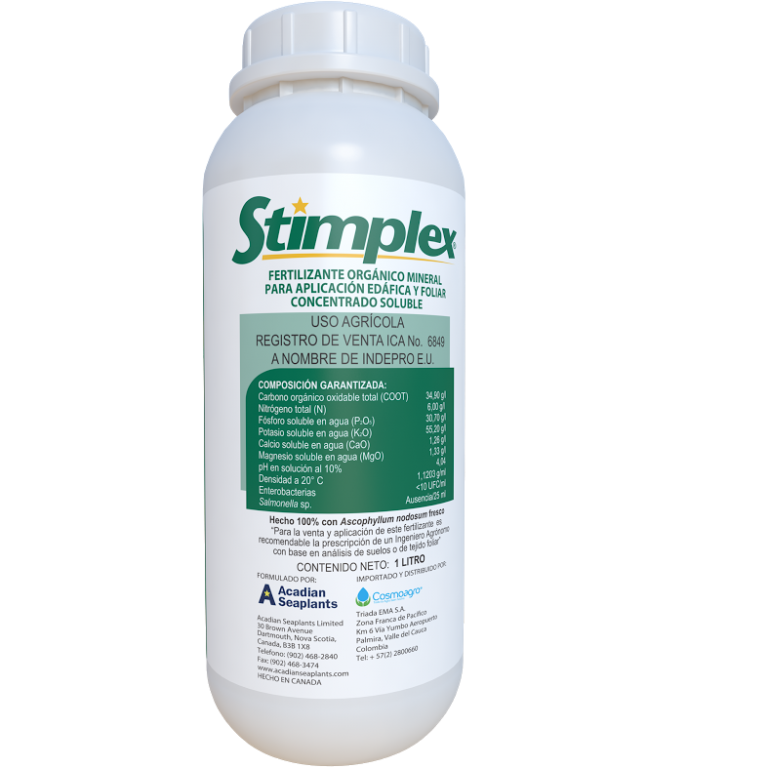 Stimplex®
FERTILIZANTE ORGÁNICO MINERAL
PARA APLICACIÓN EDÁFICA Y FOLIAR
CONCENTRADO SOLUBLE
USO AGRÍCOLA
REGISTRO DE VENTA ICA No. 6849
A NOMBRE DE INDEPRO E.U.
COMPOSICIÓN GARANTIZADA:
Carbono orgánico oxidable total (COOT) 34,90 g/l
Nitrógeno total (N) 6,00 g/l
Fósforo soluble en agua (P₂O₅) 30,70 g/l
Potasio soluble en agua (K₂O) 55,20 g/l
Calcio soluble en agua (CaO) 1,26 g/l
Magnesio soluble en agua (MgO) 1,33 g/l
pH en solución al 10% 4,04
Densidad a 20° C 1,1203 g/ml
Enterobacterias <10 UFC/ml
Salmonella sp. Ausencia/25 ml
Hecho 100% con Ascophyllum nodosum fresco
"Para la venta y aplicación de este fertilizante es
recomendable la prescripción de un Ingeniero Agrónomo
con base en análisis de suelos o de tejido foliar"
CONTENIDO NETO: 1 LITRO
FORMULADO POR:
Acadian
Seaplants
Acadian Seaplants Limited
30 Brown Avenue
Dartmouth, Nova Scotia,
Canada, B3B 1X8
Telefono: (902) 468-2840
Fax: (902) 468-3474
www.acadianseaplants.com
HECHO EN CANADA
IMPORTADO Y DISTRIBUIDO POR
Cosmoagro®
Triada EMA S.A.
Zona Franca de Pacífico
Km 6 Vía Yumbo Aeropuerto
Palmira, Valle del Cauca
Colombia
Tel: + 57(2) 2800660